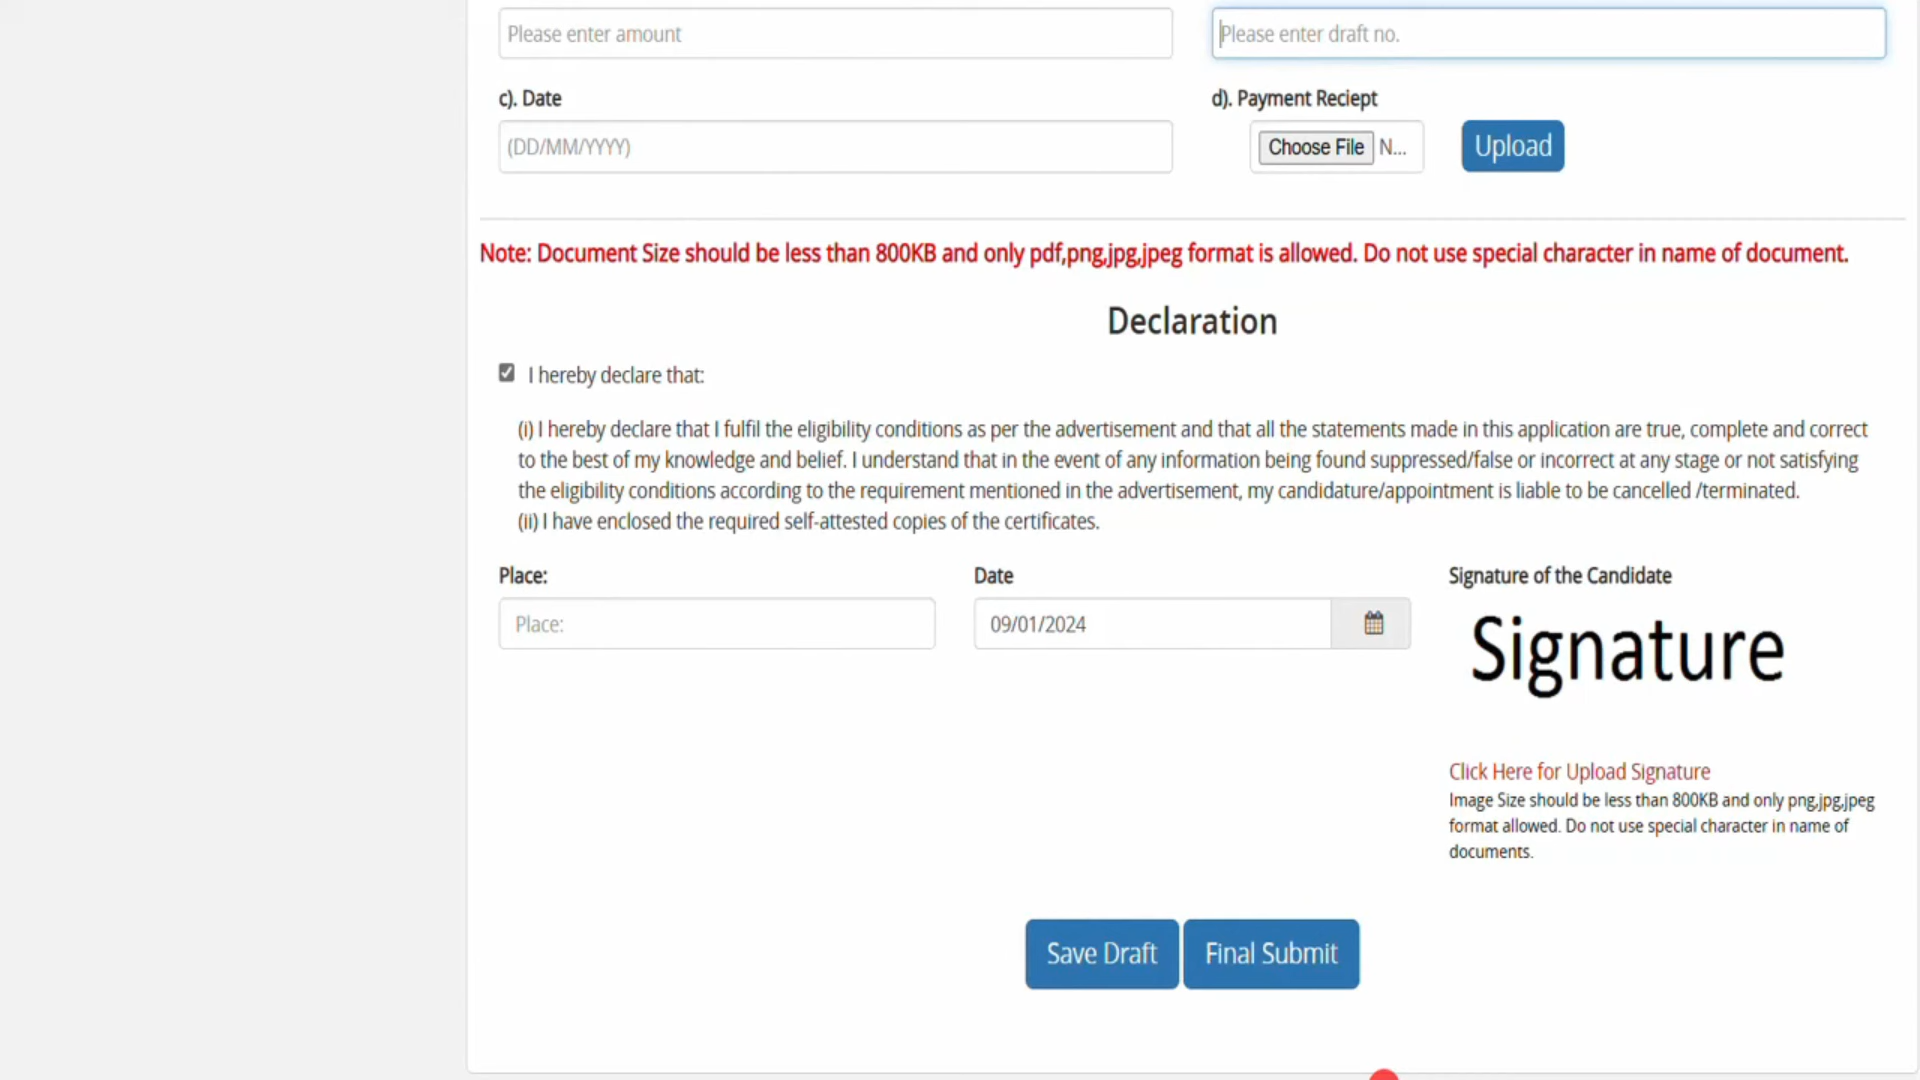 Please enter amount
Please enter draft no.
c). Date
d). Payment Reciept
(DD/MM/YYYY)
Choose File N...
Upload
Note: Document Size should be less than 800KB and only pdf,png,jpg,jpeg format is allowed. Do not use special character in name of document.
Declaration
I hereby declare that:
(i) I hereby declare that I fulfil the eligibility conditions as per the advertisement and that all the statements made in this application are true, complete and correct
to the best of my knowledge and belief. I understand that in the event of any information being found suppressed/false or incorrect at any stage or not satisfying
the eligibility conditions according to the requirement mentioned in the advertisement, my candidature/appointment is liable to be cancelled /terminated.
(ii) I have enclosed the required self-attested copies of the certificates.
Place:
Date
Signature of the Candidate
Place:
09/01/2024
Signature
Click Here for Upload Signature
Image Size should be less than 800KB and only png,jpg,jpeg
format allowed. Do not use special character in name of
documents.
Save Draft
Final Submit